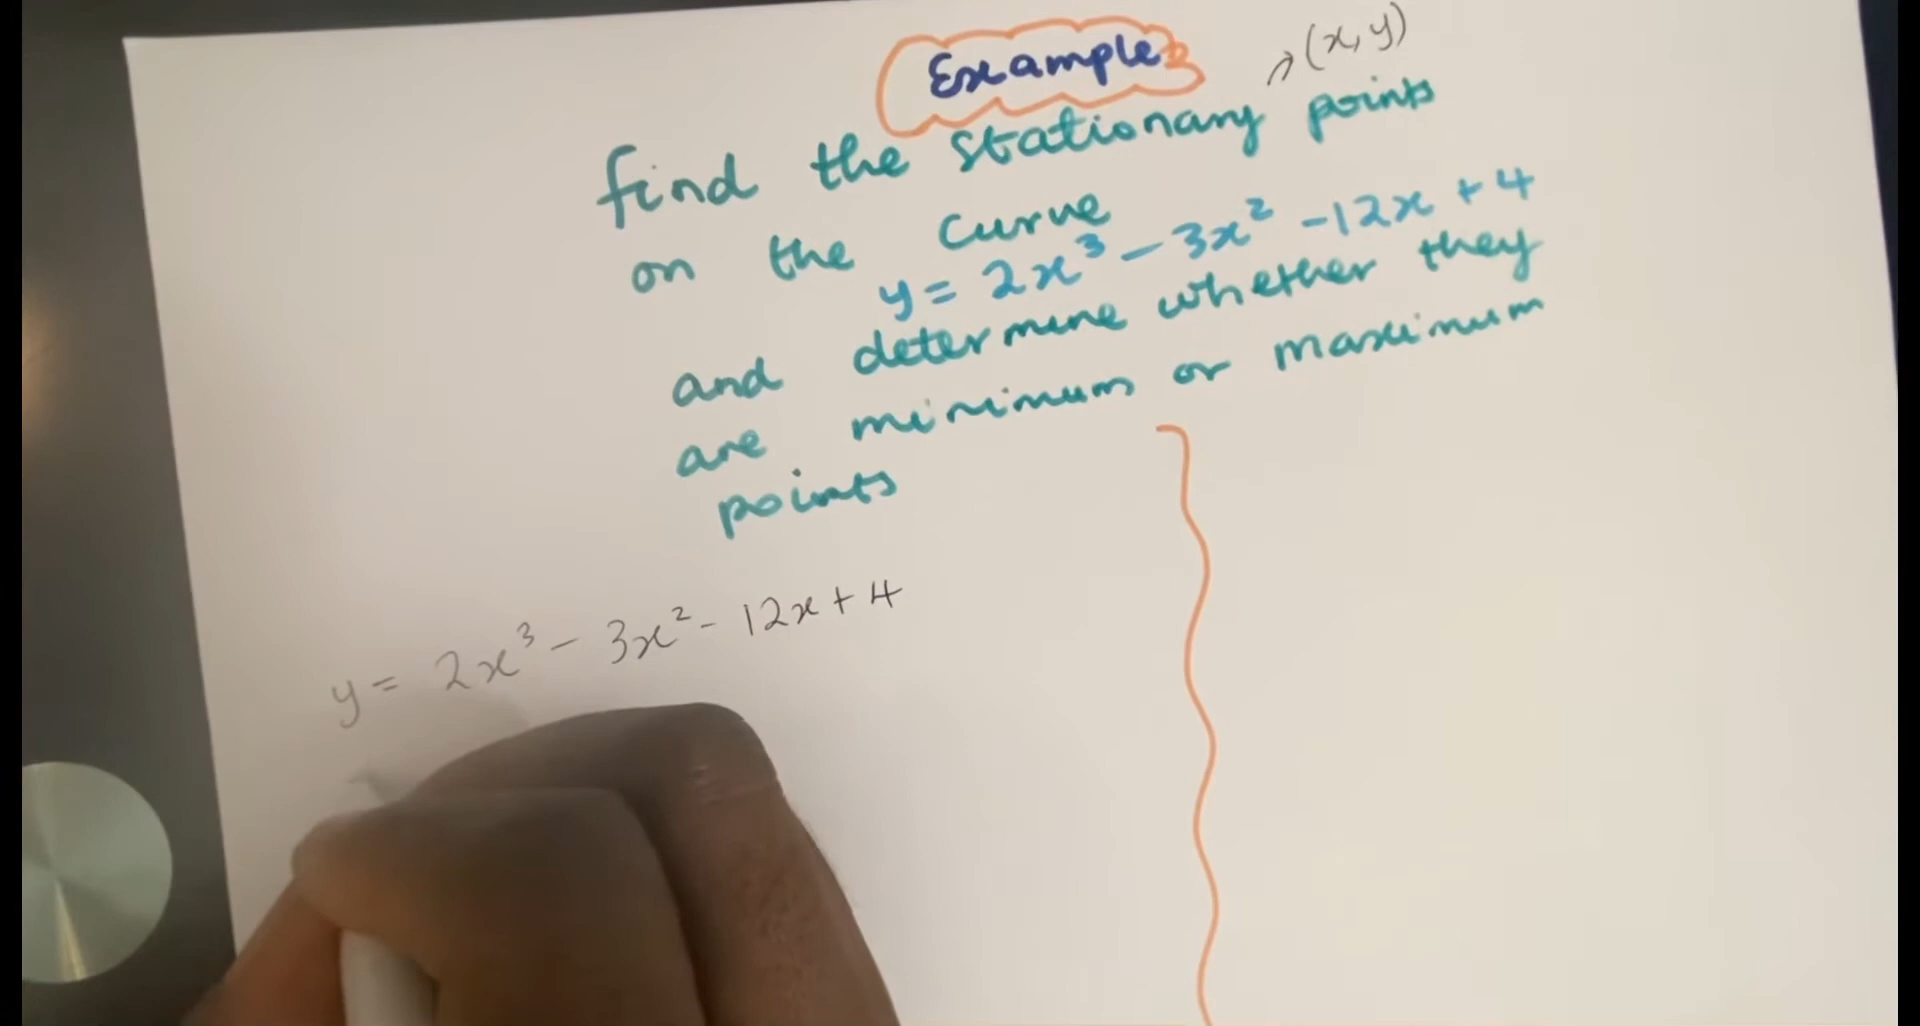 Example
(x, y)
find the stationary points
on the curve
y = 2x³ - 3x² - 12x + 4
and determine whether they
are minimum or maximum
points
y = 2x³ - 3x² - 12x + 4